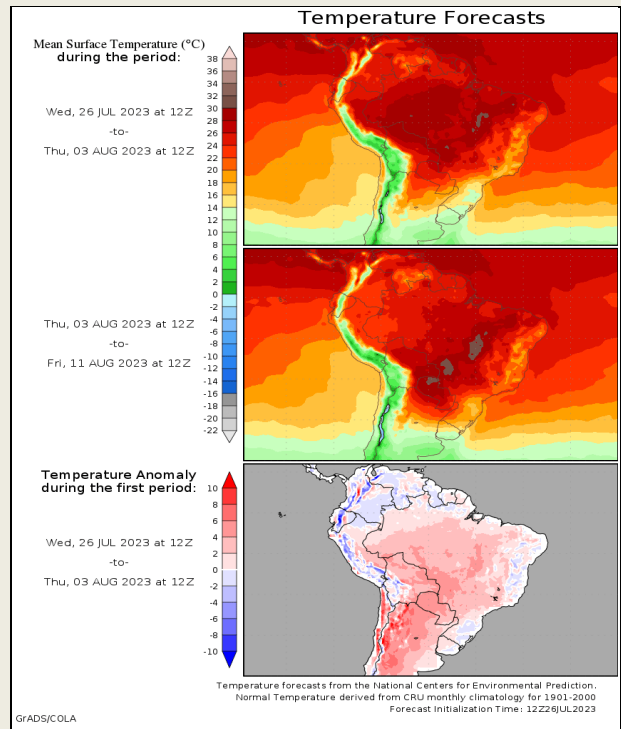 Temperature Forecasts
Mean Surface Temperature (°C)
during the period:
Wed, 26 JUL 2023 at 12Z
-to-
Thu, 03 AUG 2023 at 12Z
38
36
34
32
30
28
26
24
22
20
18
16
14
12
10
8
6
4
2
0
-2
-4
-6
-8
-10
-12
-14
-16
-18
-20
-22
Thu, 03 AUG 2023 at 12Z
-to-
Fri, 11 AUG 2023 at 12Z
Temperature Anomaly
during the first period:
Wed, 26 JUL 2023 at 12Z
-to-
Thu, 03 AUG 2023 at 12Z
10
8
6
4
2
0
-2
-4
-6
-8
-10
Temperature forecasts from the National Centers for Environmental Prediction.
Normal Temperature derived from CRU monthly climatology for 1901-2000
Forecast Initialization Time: 12Z26JUL2023
GrADS/COLA